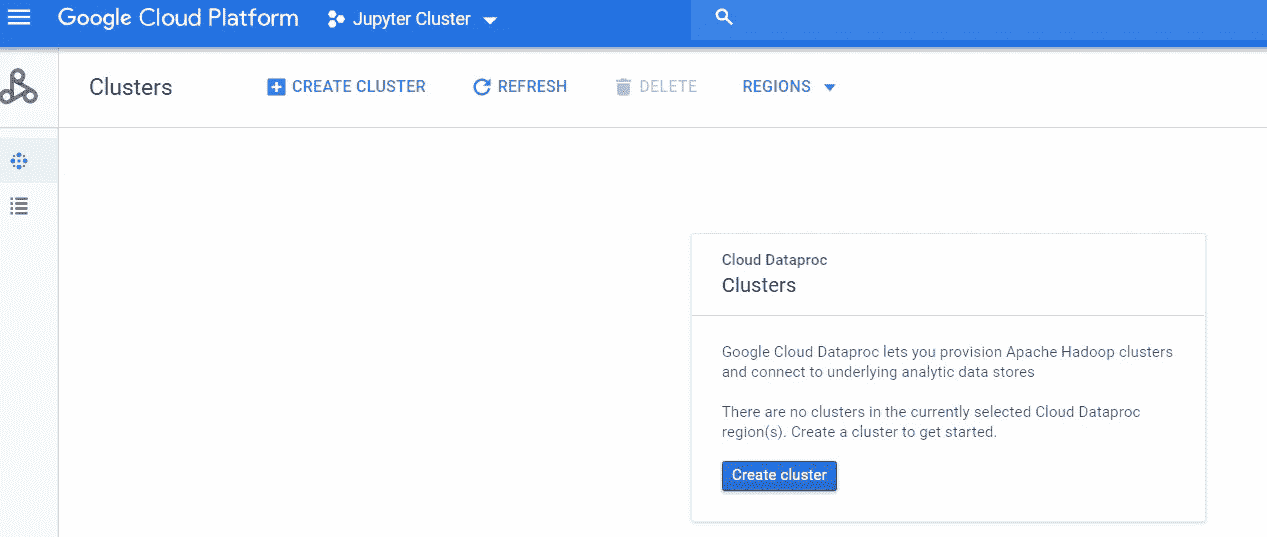 Google Cloud Platform
Jupyter Cluster
Clusters
CREATE CLUSTER
REFRESH
DELETE
REGIONS
Cloud Dataproc
Clusters
Google Cloud Dataproc lets you provision Apache Hadoop clusters
and connect to underlying analytic data stores
There are no clusters in the currently selected Cloud Dataproc
region(s). Create a cluster to get started.
Create cluster